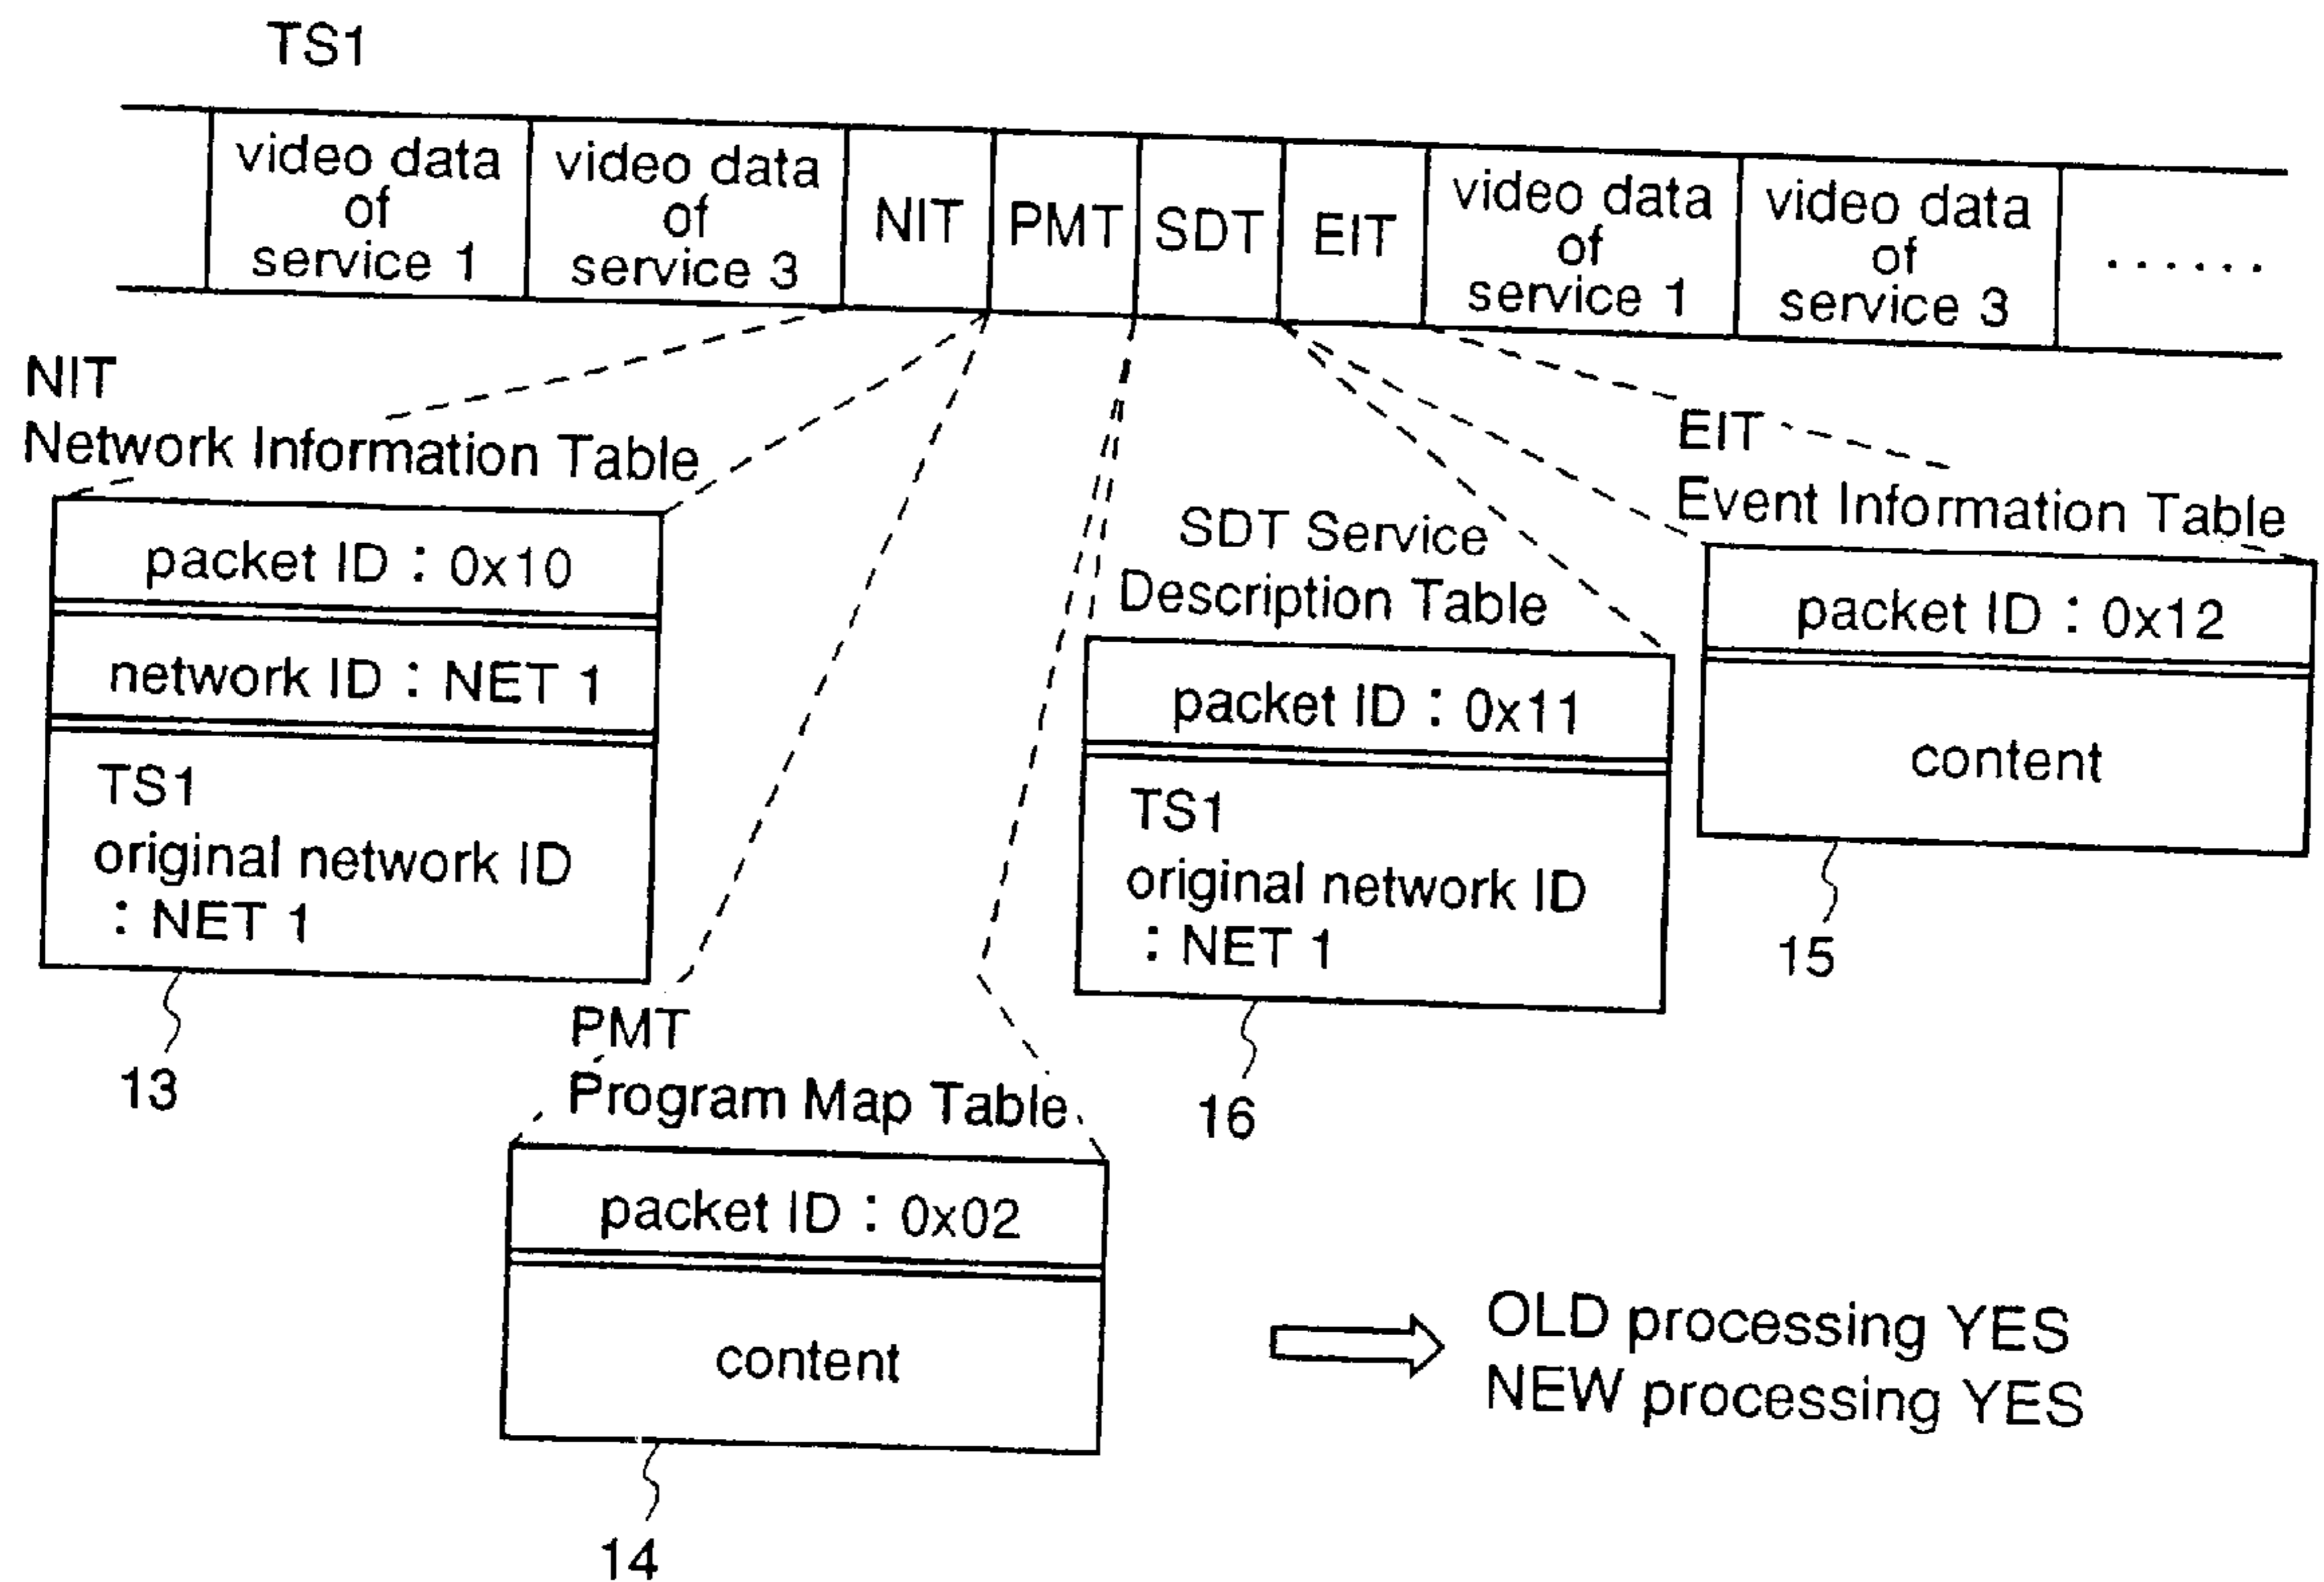 TS1
video data
of
service 1
video data
of
service 3
NIT
PMT
SDT
EIT
video data
of
service 1
video data
of
service 3
......
NIT
Network Information Table
packet ID : 0x10
network ID : NET 1
TS1
original network ID
: NET 1
13
PMT
Program Map Table
packet ID : 0x02
content
14
SDT Service
Description Table
packet ID : 0x11
TS1
original network ID
: NET 1
16
EIT
Event Information Table
packet ID : 0x12
content
15
OLD processing YES
NEW processing YES